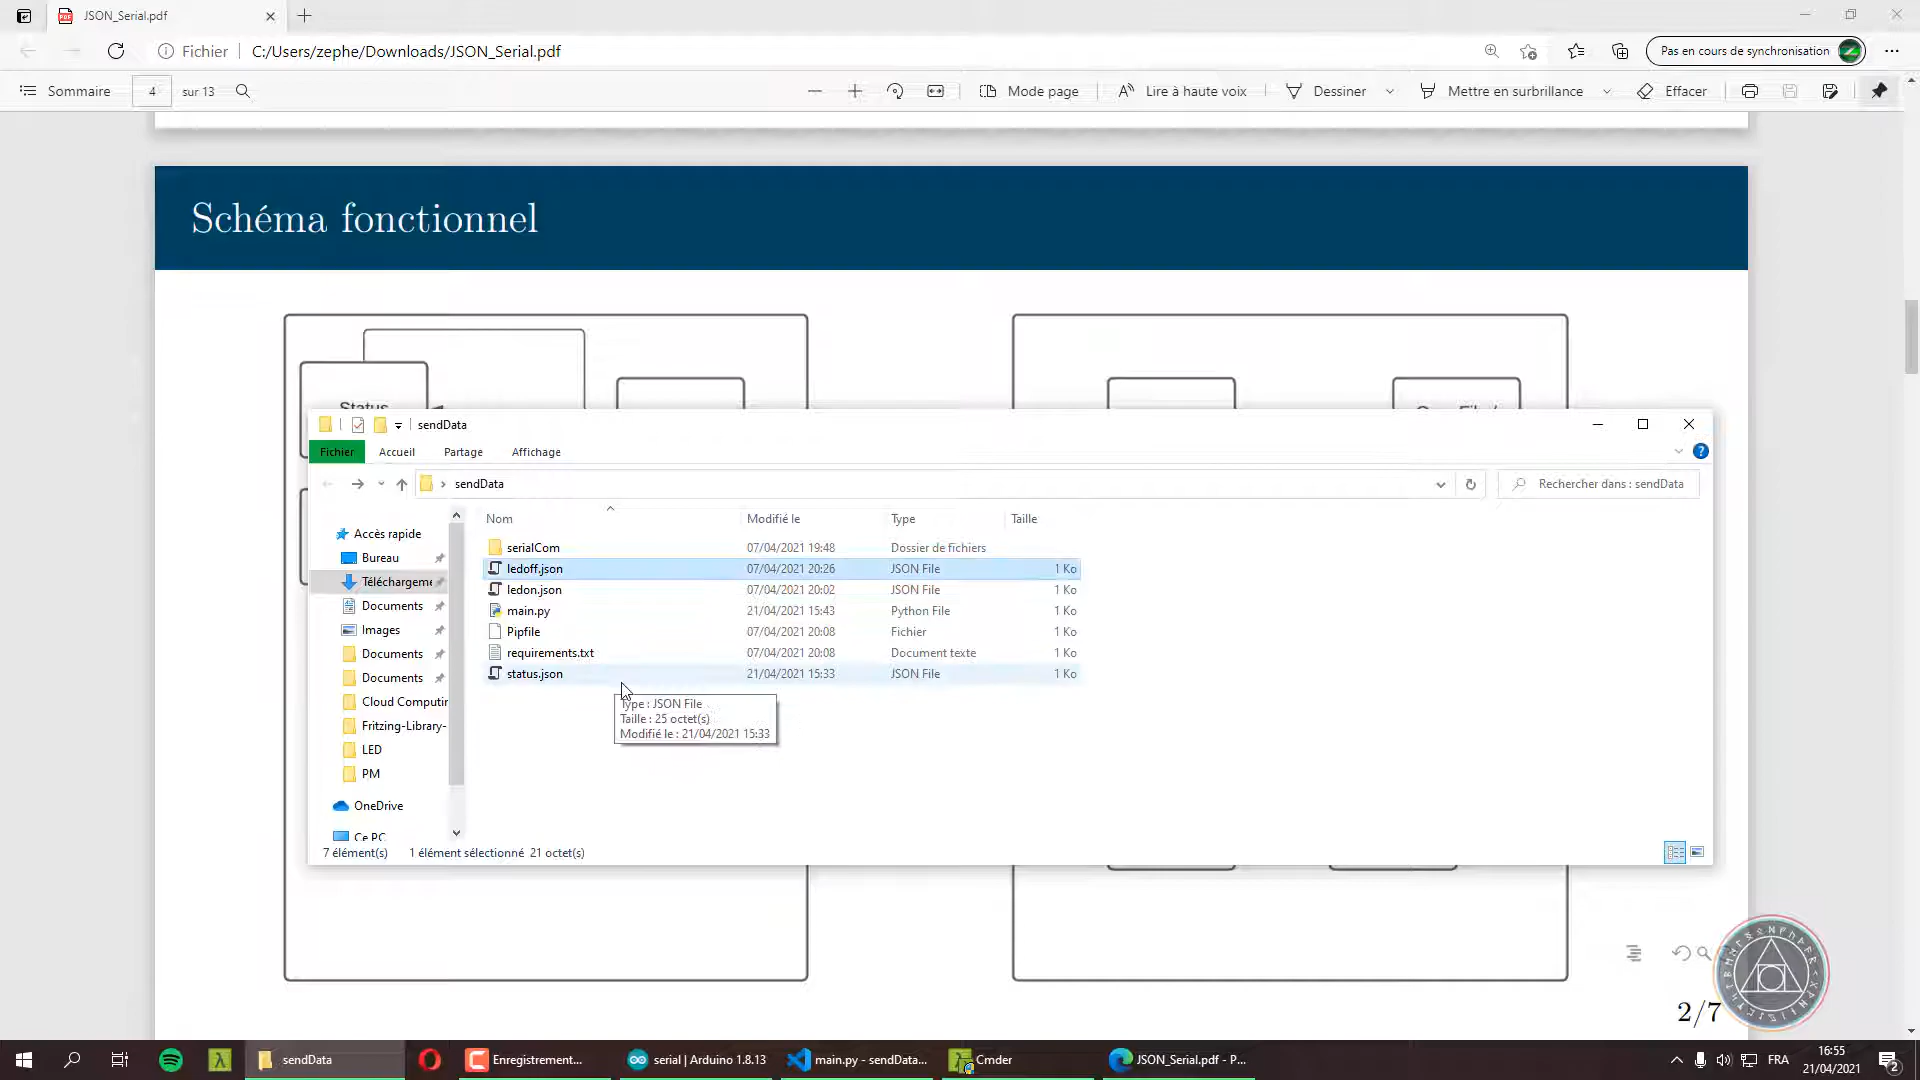 JSON_Serial.pdf
Fichier
C:/Users/zephe/Downloads/JSON_Serial.pdf
Pas en cours de synchronisation
Sommaire
4
sur 13
Mode page
Lire à haute voix
Dessiner
Mettre en surbrillance
Effacer
Schéma fonctionnel
sendData
Fichier
Accueil
Partage
Affichage
sendData
Rechercher dans : sendData
Nom
Modifié le
Type
Taille
Accès rapide
Bureau
Téléchargeme
Documents
Images
Documents
Documents
Cloud Computir
Fritzing-Library-
LED
PM
OneDrive
Ce PC
serialCom 07/04/2021 19:48 Dossier de fichiers
ledoff.json 07/04/2021 20:26 JSON File 1 Ko
ledon.json 07/04/2021 20:02 JSON File 1 Ko
main.py 21/04/2021 15:43 Python File 1 Ko
Pipfile 07/04/2021 20:08 Fichier 1 Ko
requirements.txt 07/04/2021 20:08 Document texte 1 Ko
status.json 21/04/2021 15:33 JSON File 1 Ko
Type : JSON File
Taille : 25 octet(s)
Modifié le : 21/04/2021 15:33
7 élément(s)
1 élément sélectionné 21 octet(s)
2/7
sendData
Enregistrement...
serial | Arduino 1.8.13
main.py - sendData...
Cmder
JSON_Serial.pdf - P...
FRA
16:55
21/04/2021
2